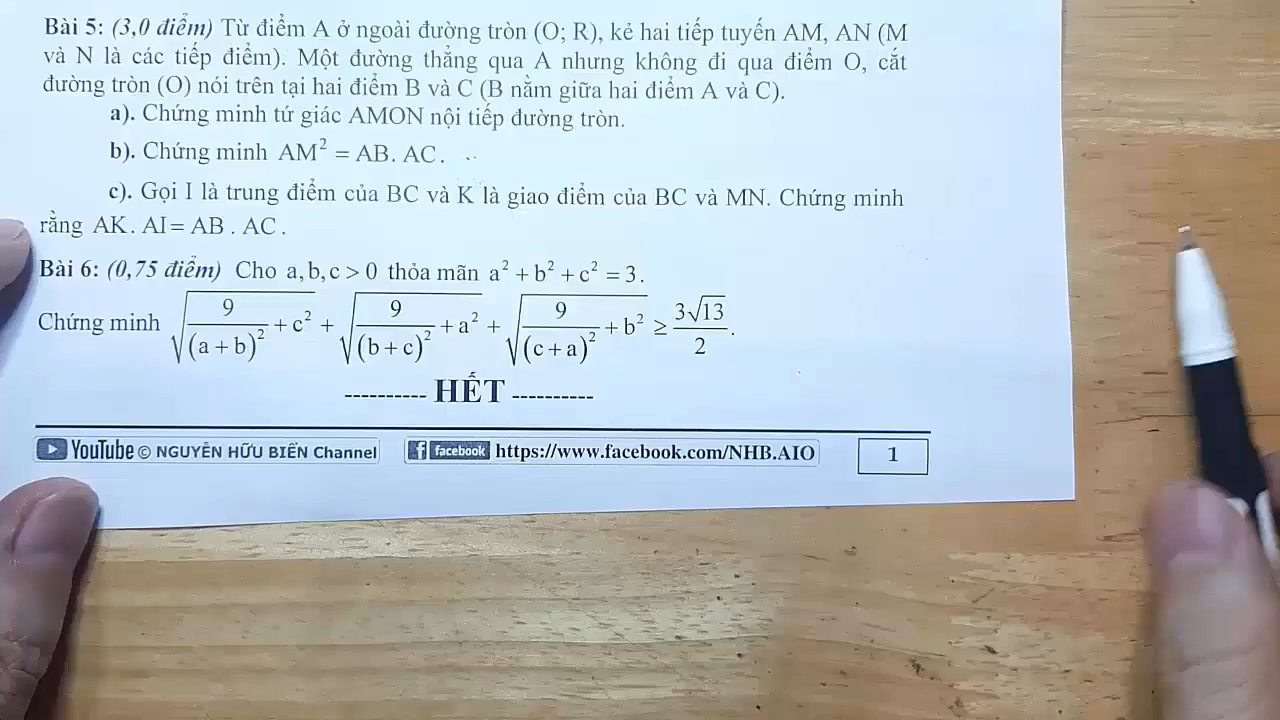 Bài 5: (3,0 điểm) Từ điểm A ở ngoài đường tròn (O; R), kẻ hai tiếp tuyến AM, AN (M
và N là các tiếp điểm). Một đường thẳng qua A nhưng không đi qua điểm O, cắt
đường tròn (O) nói trên tại hai điểm B và C (B nằm giữa hai điểm A và C).
a). Chứng minh tứ giác AMON nội tiếp đường tròn.
b). Chứng minh AM² = AB. AC.
c). Gọi I là trung điểm của BC và K là giao điểm của BC và MN. Chứng minh
rằng AK. AI= AB . AC .
Bài 6: (0,75 điểm) Cho a, b, c > 0 thỏa mãn a² + b² + c² = 3.
Chứng minh √(9/(a + b)² + c²) + √(9/(b + c)² + a²) + √(9/(c + a)² + b²) ≥ 3√13/2.
---------- HẾT ----------
YouTube © NGUYỄN HỮU BIỂN Channel facebook https://www.facebook.com/NHB.AIO 1